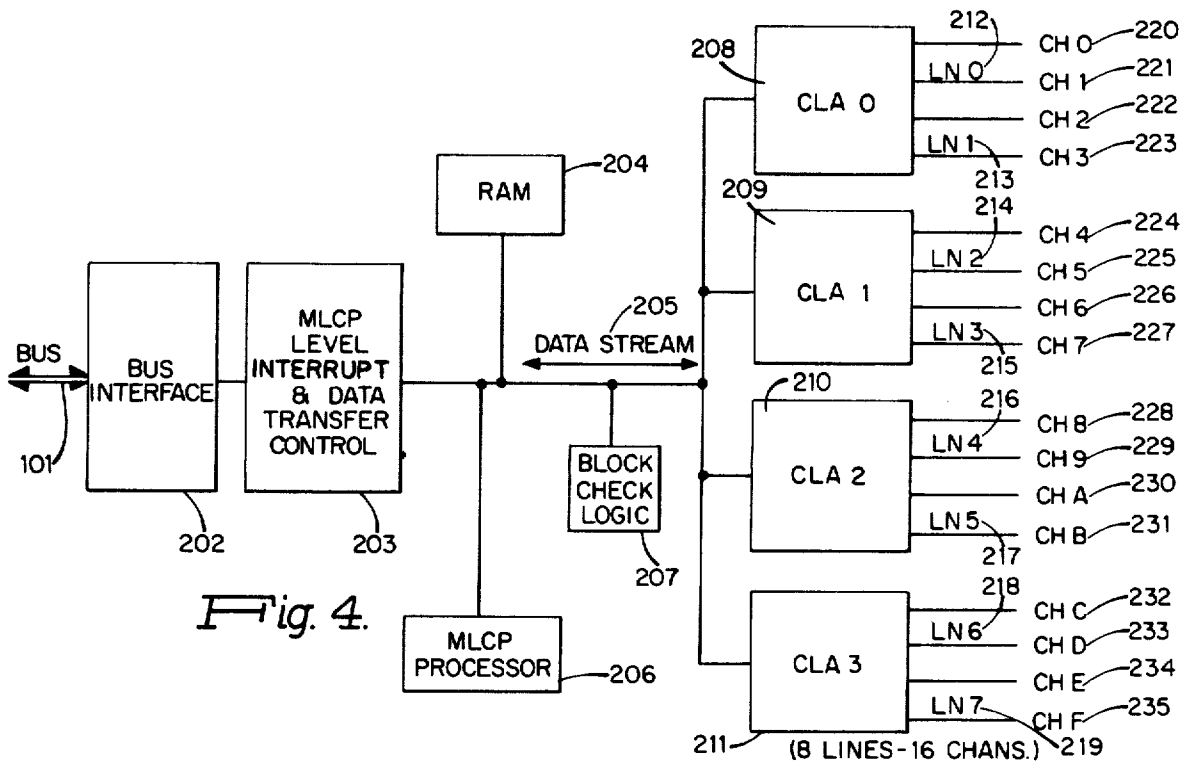 212
208
CH 0 220
LN 0
CH 1 221
CLA 0
CH 2 222
LN 1
CH 3 223
213
204
RAM
209
214
CH 4 224
LN 2
CH 5 225
CLA 1
CH 6 226
LN 3
CH 7 227
215
205
DATA STREAM
BUS
101
BUS
INTERFACE
202
MLCP
LEVEL
INTERRUPT
& DATA
TRANSFER
CONTROL
203
BLOCK
CHECK
LOGIC
207
MLCP
PROCESSOR
206
210
216
CH 8 228
LN 4
CH 9 229
CLA 2
CH A 230
LN 5
CH B 231
217
218
CH C 232
LN 6
CH D 233
CLA 3
CH E 234
LN 7
CH F 235
211
(8 LINES-16 CHANS.) 219
Fig. 4.